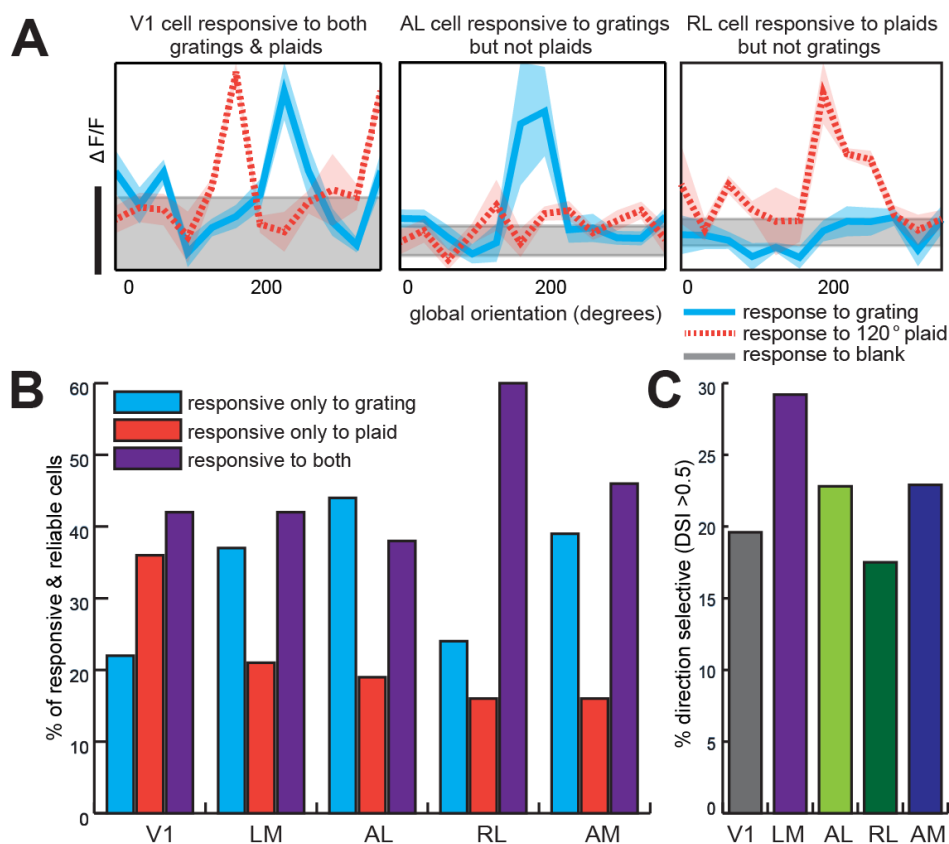 A
V1 cell responsive to both
gratings & plaids
AL cell responsive to gratings
but not plaids
RL cell responsive to plaids
but not gratings
Δ F/F
0
200
0
200
0
200
global orientation (degrees)
response to grating
response to 120° plaid
response to blank
B
responsive only to grating
responsive only to plaid
responsive to both
% of responsive & reliable cells
60
50
40
30
20
10
0
V1 LM AL RL AM
C
% direction selective (DSI >0.5)
30
25
20
15
10
5
0
V1 LM AL RL AM